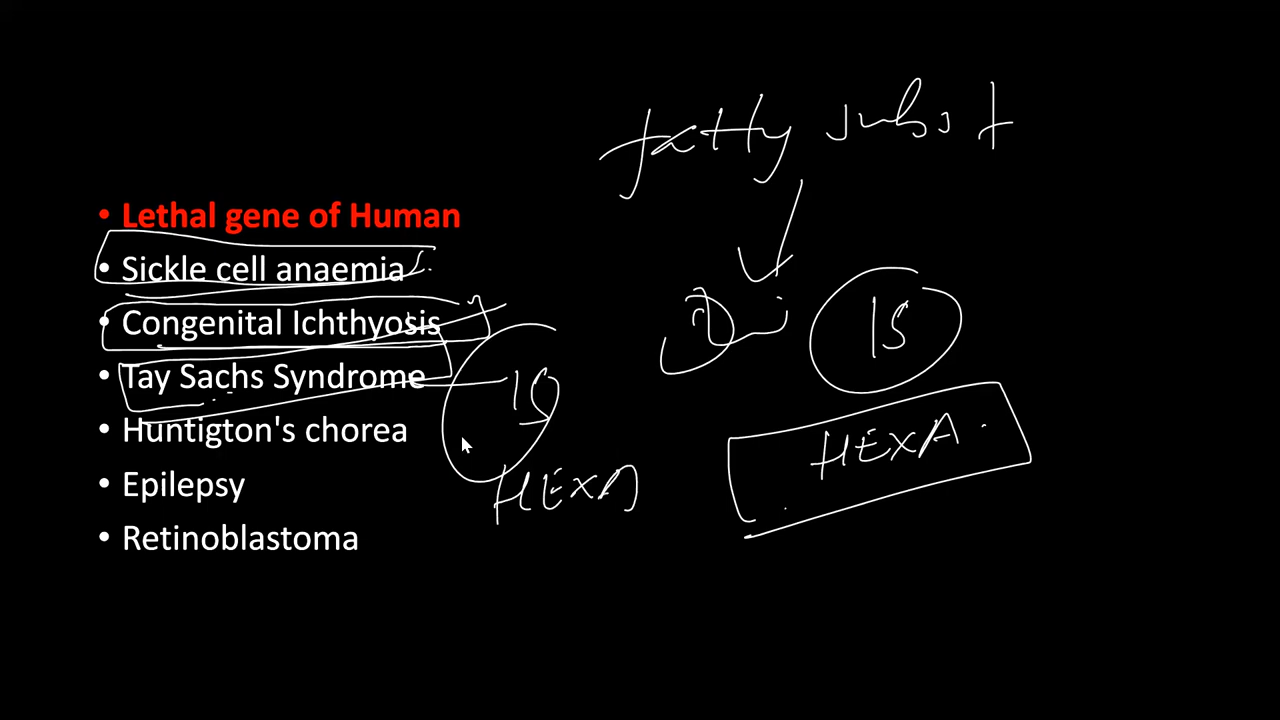 fatty subst
• Lethal gene of Human
• Sickle cell anaemia
• Congenital Ichthyosis
15
• Tay Sachs Syndrome
• Huntigton's chorea
HEXA
• Epilepsy
HEXA
• Retinoblastoma